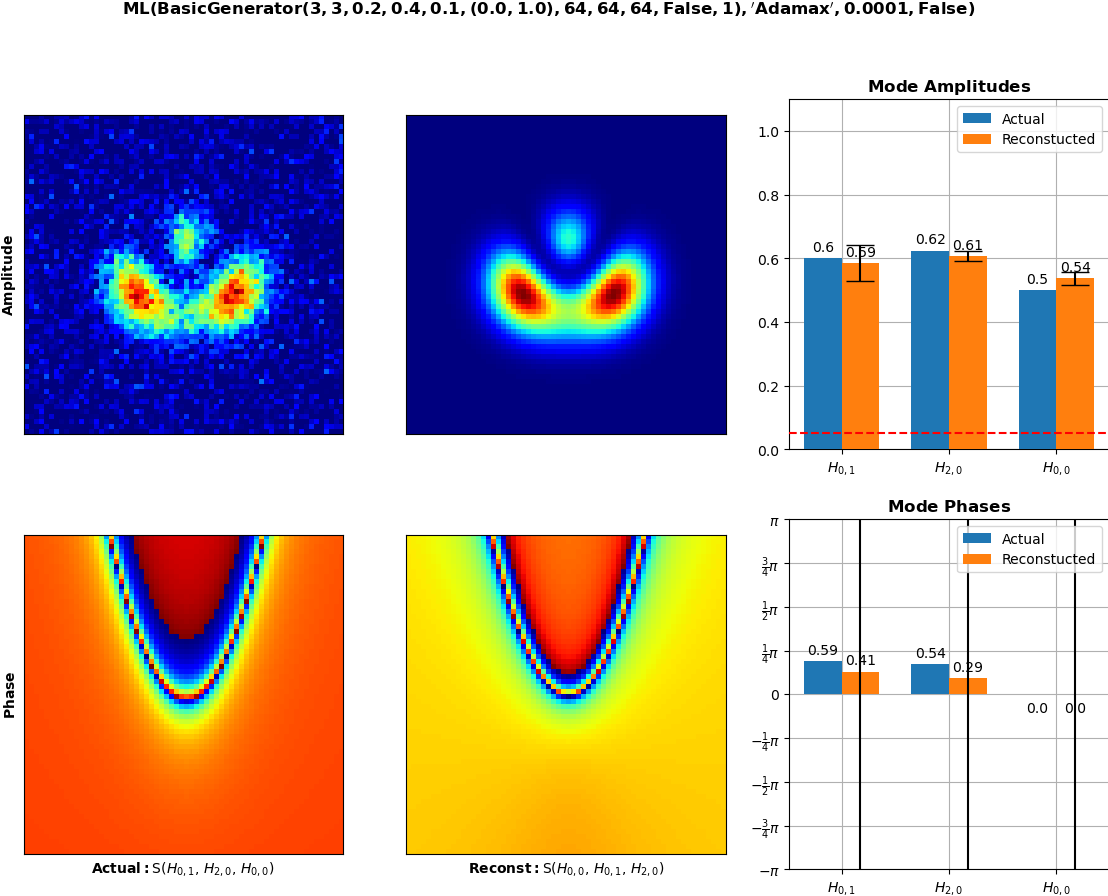 ML(BasicGenerator(3, 3, 0.2, 0.4, 0.1, (0.0, 1.0), 64, 64, 64, False, 1), ′Adamax′, 0.0001, False)
Amplitude
Mode Amplitudes
Actual
Reconstucted
1.0
0.8
0.6
0.4
0.2
0.0
0.6
0.59
0.62
0.61
0.5
0.54
H0,1
H2,0
H0,0
Phase
Actual: S(H0,1, H2,0, H0,0)
Reconst: S(H0,0, H0,1, H2,0)
Mode Phases
Actual
Reconstucted
π
3/4π
1/2π
1/4π
0
−1/4π
−1/2π
−3/4π
−π
0.59
0.41
0.54
0.29
0.0
0.0
H0,1
H2,0
H0,0